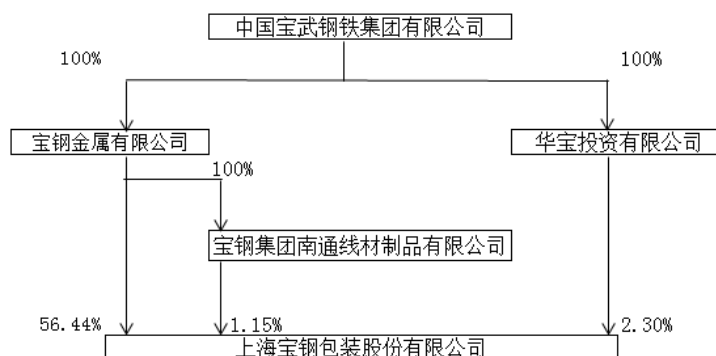 中国宝武钢铁集团有限公司
100%
100%
宝钢金属有限公司
华宝投资有限公司
100%
宝钢集团南通线材制品有限公司
56.44%
1.15%
2.30%
上海宝钢包装股份有限公司